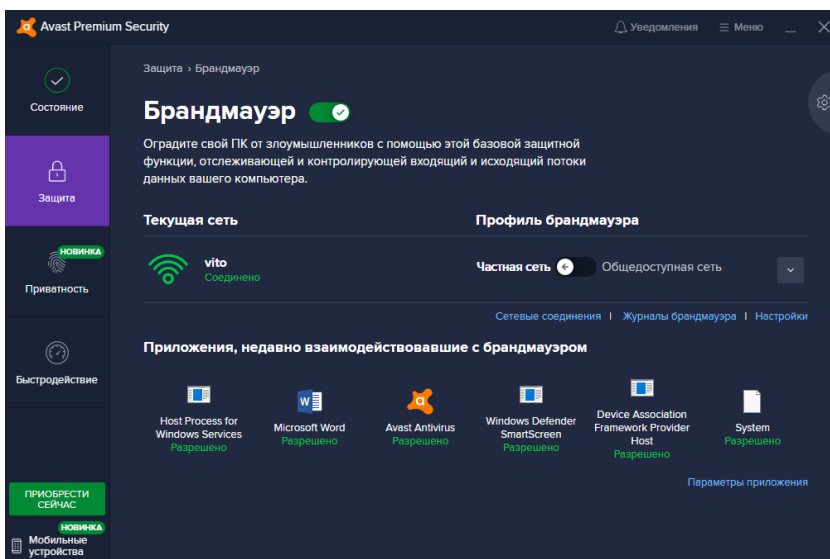 Avast Premium Security
Уведомления
Меню
Защита › Брандмауэр
Состояние
Брандмауэр
Оградите свой ПК от злоумышленников с помощью этой базовой защитной
функции, отслеживающей и контролирующей входящий и исходящий потоки
данных вашего компьютера.
Защита
Текущая сеть
Профиль брандмауэра
НОВИНКА
Приватность
vito
Соединено
Частная сеть
Общедоступная сеть
Сетевые соединения | Журналы брандмауэра | Настройки
Быстродействие
Приложения, недавно взаимодействовавшие с брандмауэром
Host Process for
Windows Services
Разрешено
Microsoft Word
Разрешено
Avast Antivirus
Разрешено
Windows Defender
SmartScreen
Разрешено
Device Association
Framework Provider
Host
Разрешено
System
Разрешено
Параметры приложения
ПРИОБРЕСТИ
СЕЙЧАС
НОВИНКА
Мобильные
устройства